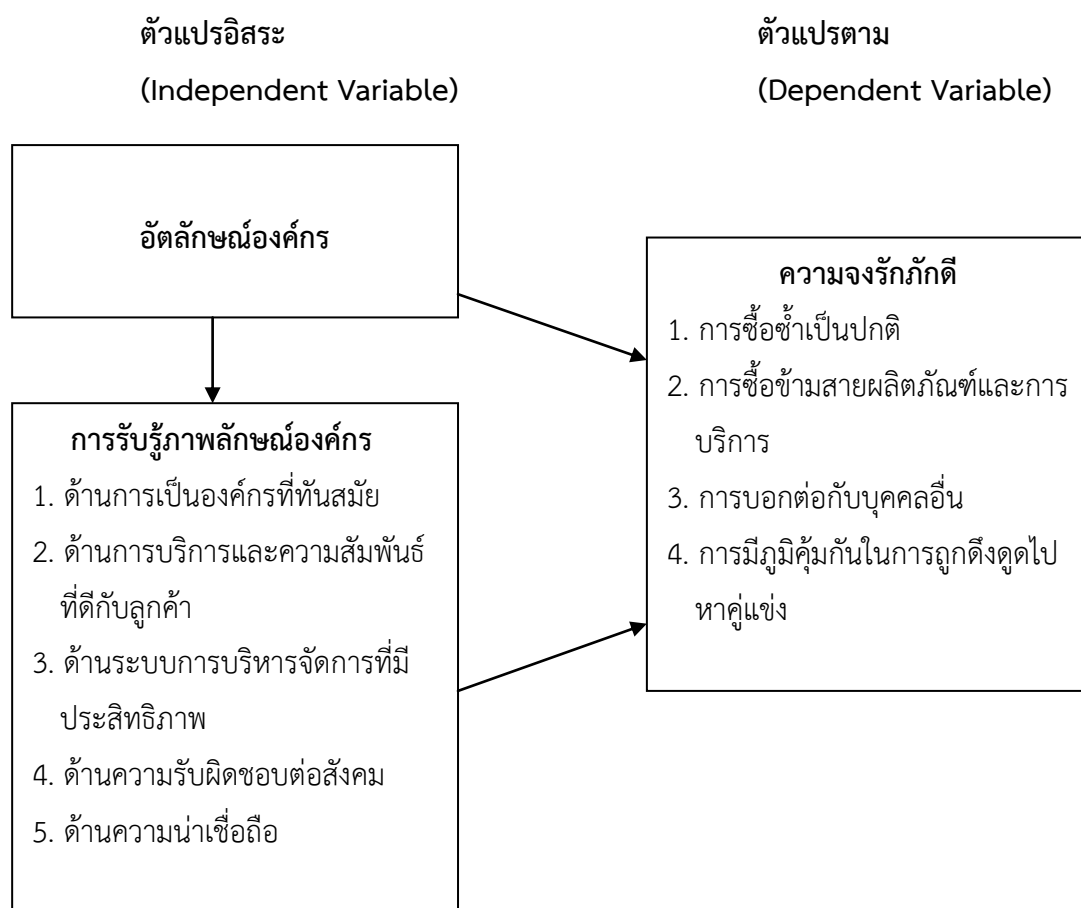 ตัวแปรอิสระ
(Independent Variable)
ตัวแปรตาม
(Dependent Variable)
อัตลักษณ์องค์กร
การรับรู้ภาพลักษณ์องค์กร
1. ด้านการเป็นองค์กรที่ทันสมัย
2. ด้านการบริการและความสัมพันธ์
ที่ดีกับลูกค้า
3. ด้านระบบการบริหารจัดการที่มี
ประสิทธิภาพ
4. ด้านความรับผิดชอบต่อสังคม
5. ด้านความน่าเชื่อถือ
ความจงรักภักดี
1. การซื้อซ้ำเป็นปกติ
2. การซื้อข้ามสายผลิตภัณฑ์และการ
บริการ
3. การบอกต่อกับบุคคลอื่น
4. การมีภูมิคุ้มกันในการถูกดึงดูดไป
หาคู่แข่ง